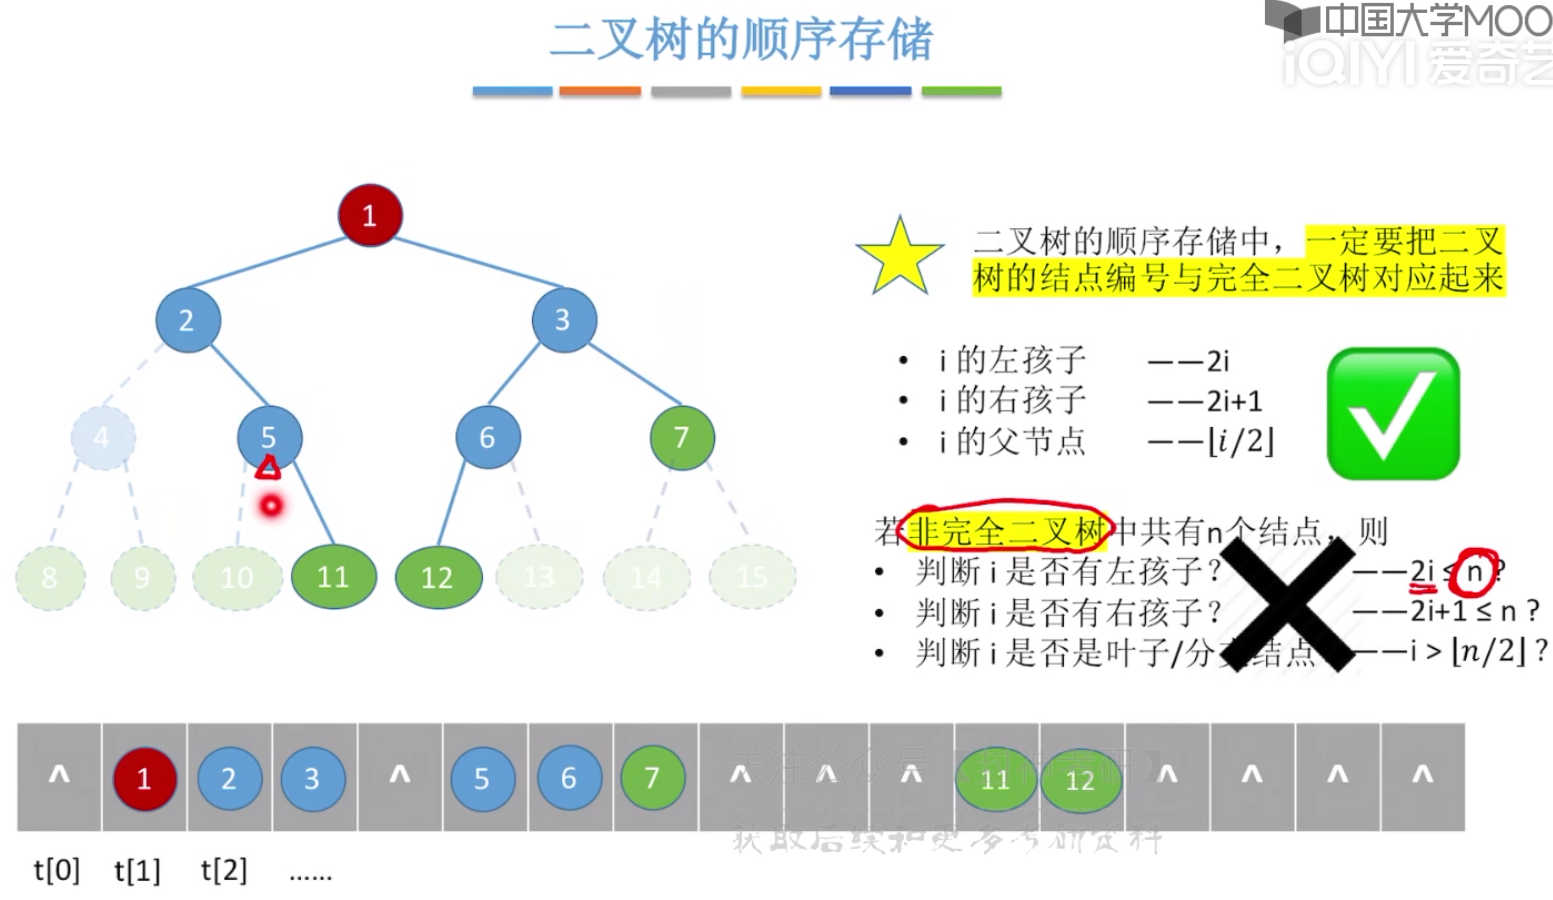 二叉树的顺序存储
中国大学MOO
iQIYI 爱奇艺
1
2 3
4 5 6 7
8 9 10 11 12 13 14 15
二叉树的顺序存储中，一定要把二叉
树的结点编号与完全二叉树对应起来
• i 的左孩子 ——2i
• i 的右孩子 ——2i+1
• i 的父节点 ——⌊i/2⌋
若非完全二叉树中共有n个结点，则
• 判断 i 是否有左孩子？ ——2i ≤ n ?
• 判断 i 是否有右孩子？ ——2i+1 ≤ n ?
• 判断 i 是否是叶子/分支结点 ——i > ⌊n/2⌋ ?
^ 1 2 3 ^ 5 6 7 ^ ^ ^ 11 12 ^ ^ ^ ^
关注公众号
获取后续和更多考研资料
t[0] t[1] t[2] ……